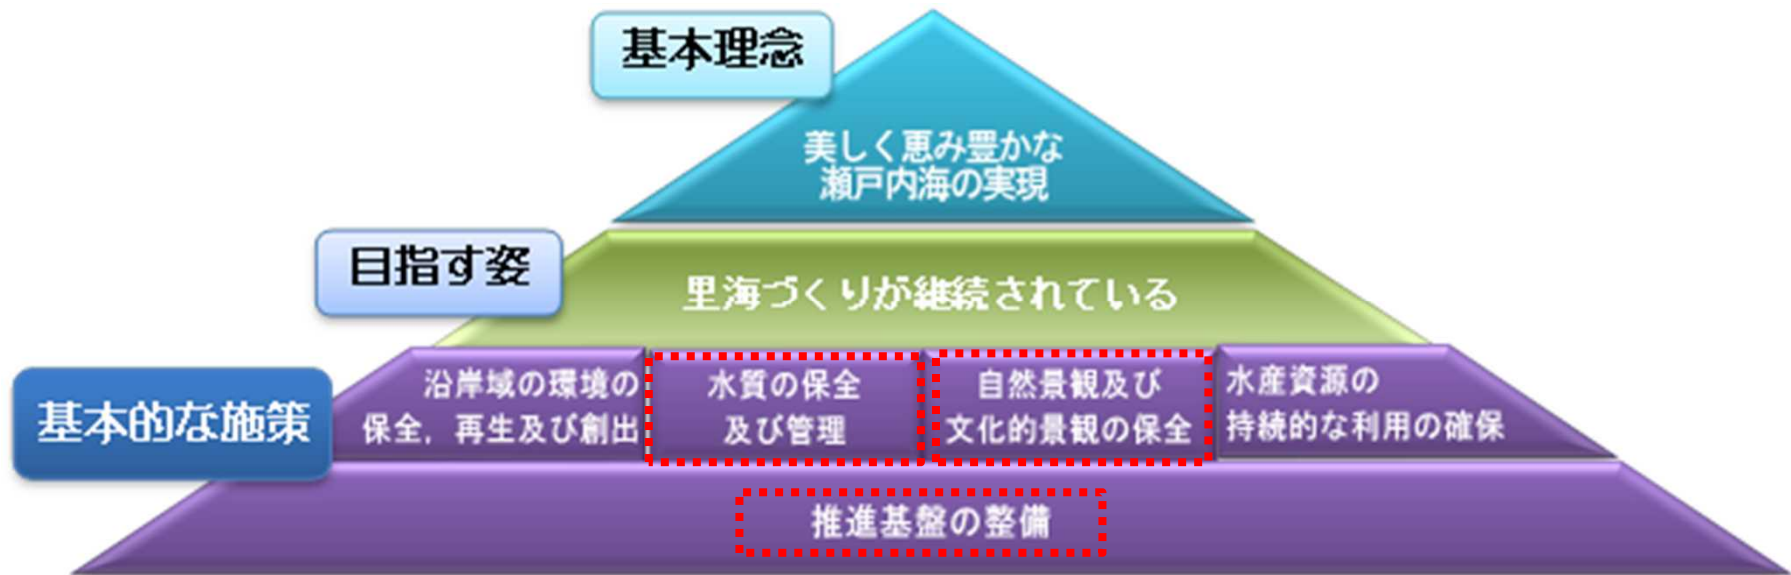 基本理念
美しく恵み豊かな
瀬戸内海の実現
目指す姿
里海づくりが継続されている
基本的な施策
沿岸域の環境の
保全，再生及び創出
水質の保全
及び管理
自然景観及び
文化的景観の保全
水産資源の
持続的な利用の確保
推進基盤の整備